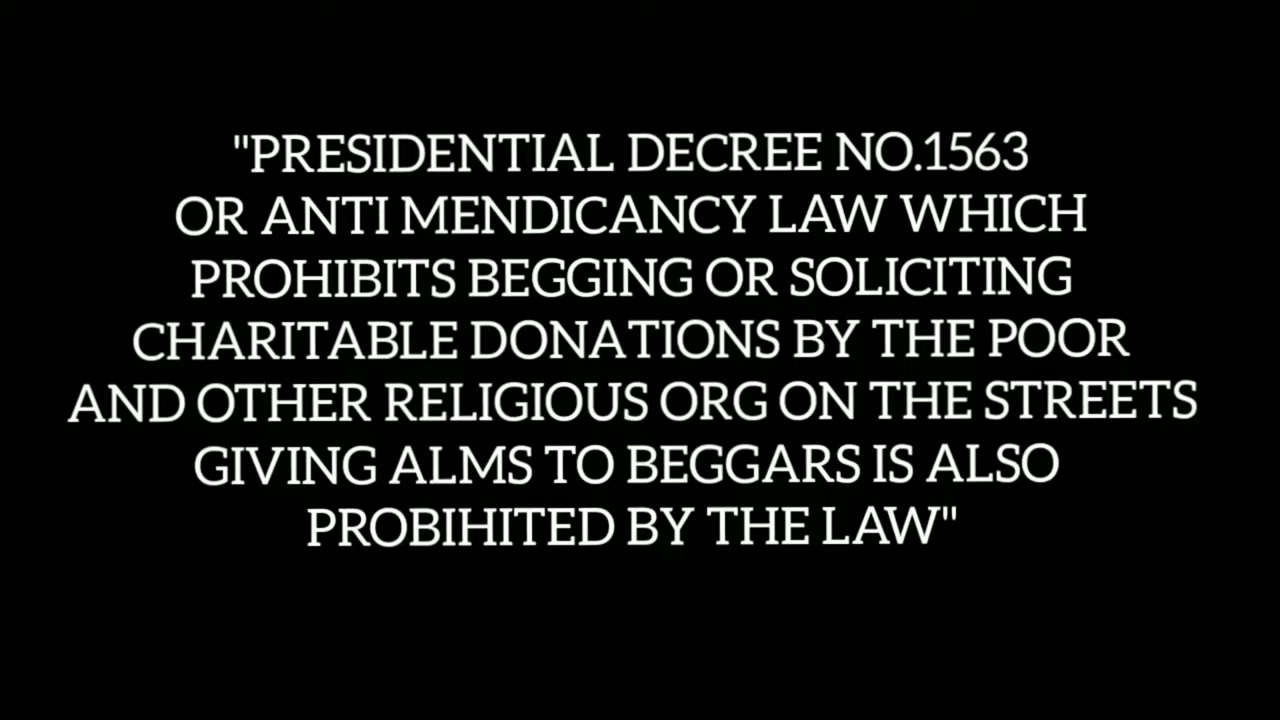 "PRESIDENTIAL DECREE NO.1563
OR ANTI MENDICANCY LAW WHICH
PROHIBITS BEGGING OR SOLICITING
CHARITABLE DONATIONS BY THE POOR
AND OTHER RELIGIOUS ORG ON THE STREETS
GIVING ALMS TO BEGGARS IS ALSO
PROBIHITED BY THE LAW"